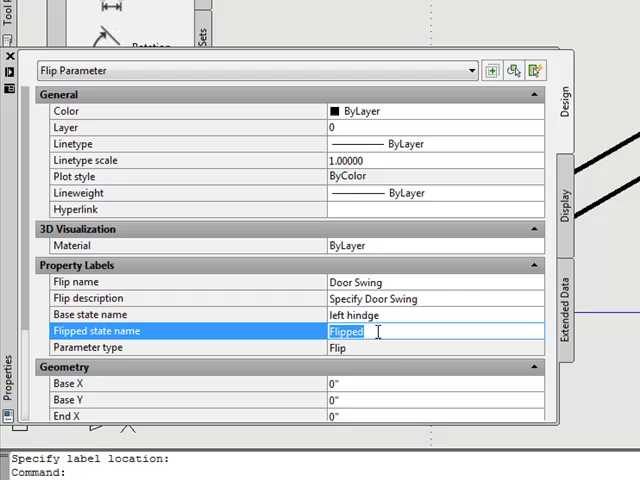 Tool P
Rotation
Sets
Flip Parameter
Design
General
Color ByLayer
Layer 0
Linetype ByLayer
Linetype scale 1.00000
Plot style ByColor
Lineweight ByLayer
Hyperlink
Display
3D Visualization
Material ByLayer
Property Labels
Flip name Door Swing
Flip description Specify Door Swing
Base state name left hindge
Flipped state name Flipped
Parameter type Flip
Extended Data
Geometry
Base X 0"
Base Y 0"
End X 0"
Properties
Specify label location:
Command: